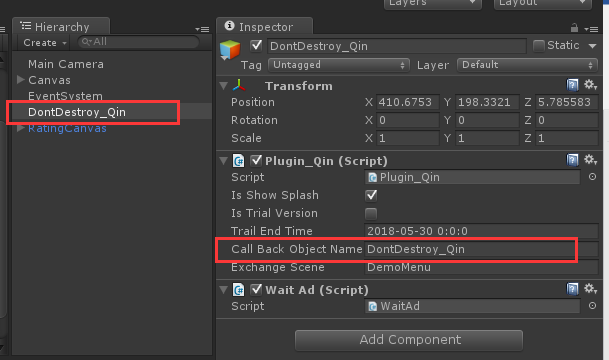 Layers
Layout
Hierarchy
Create
All
Main Camera
Canvas
EventSystem
DontDestroy_Qin
RatingCanvas
Inspector
DontDestroy_Qin
Static
Tag Untagged Layer Default
Transform
Position X 410.6753 Y 198.3321 Z 5.785583
Rotation X 0 Y 0 Z 0
Scale X 1 Y 1 Z 1
Plugin_Qin (Script)
Script Plugin_Qin
Is Show Splash
Is Trial Version
Trail End Time 2018-05-30 0:0:0
Call Back Object Name DontDestroy_Qin
Exchange Scene DemoMenu
Wait Ad (Script)
Script WaitAd
Add Component